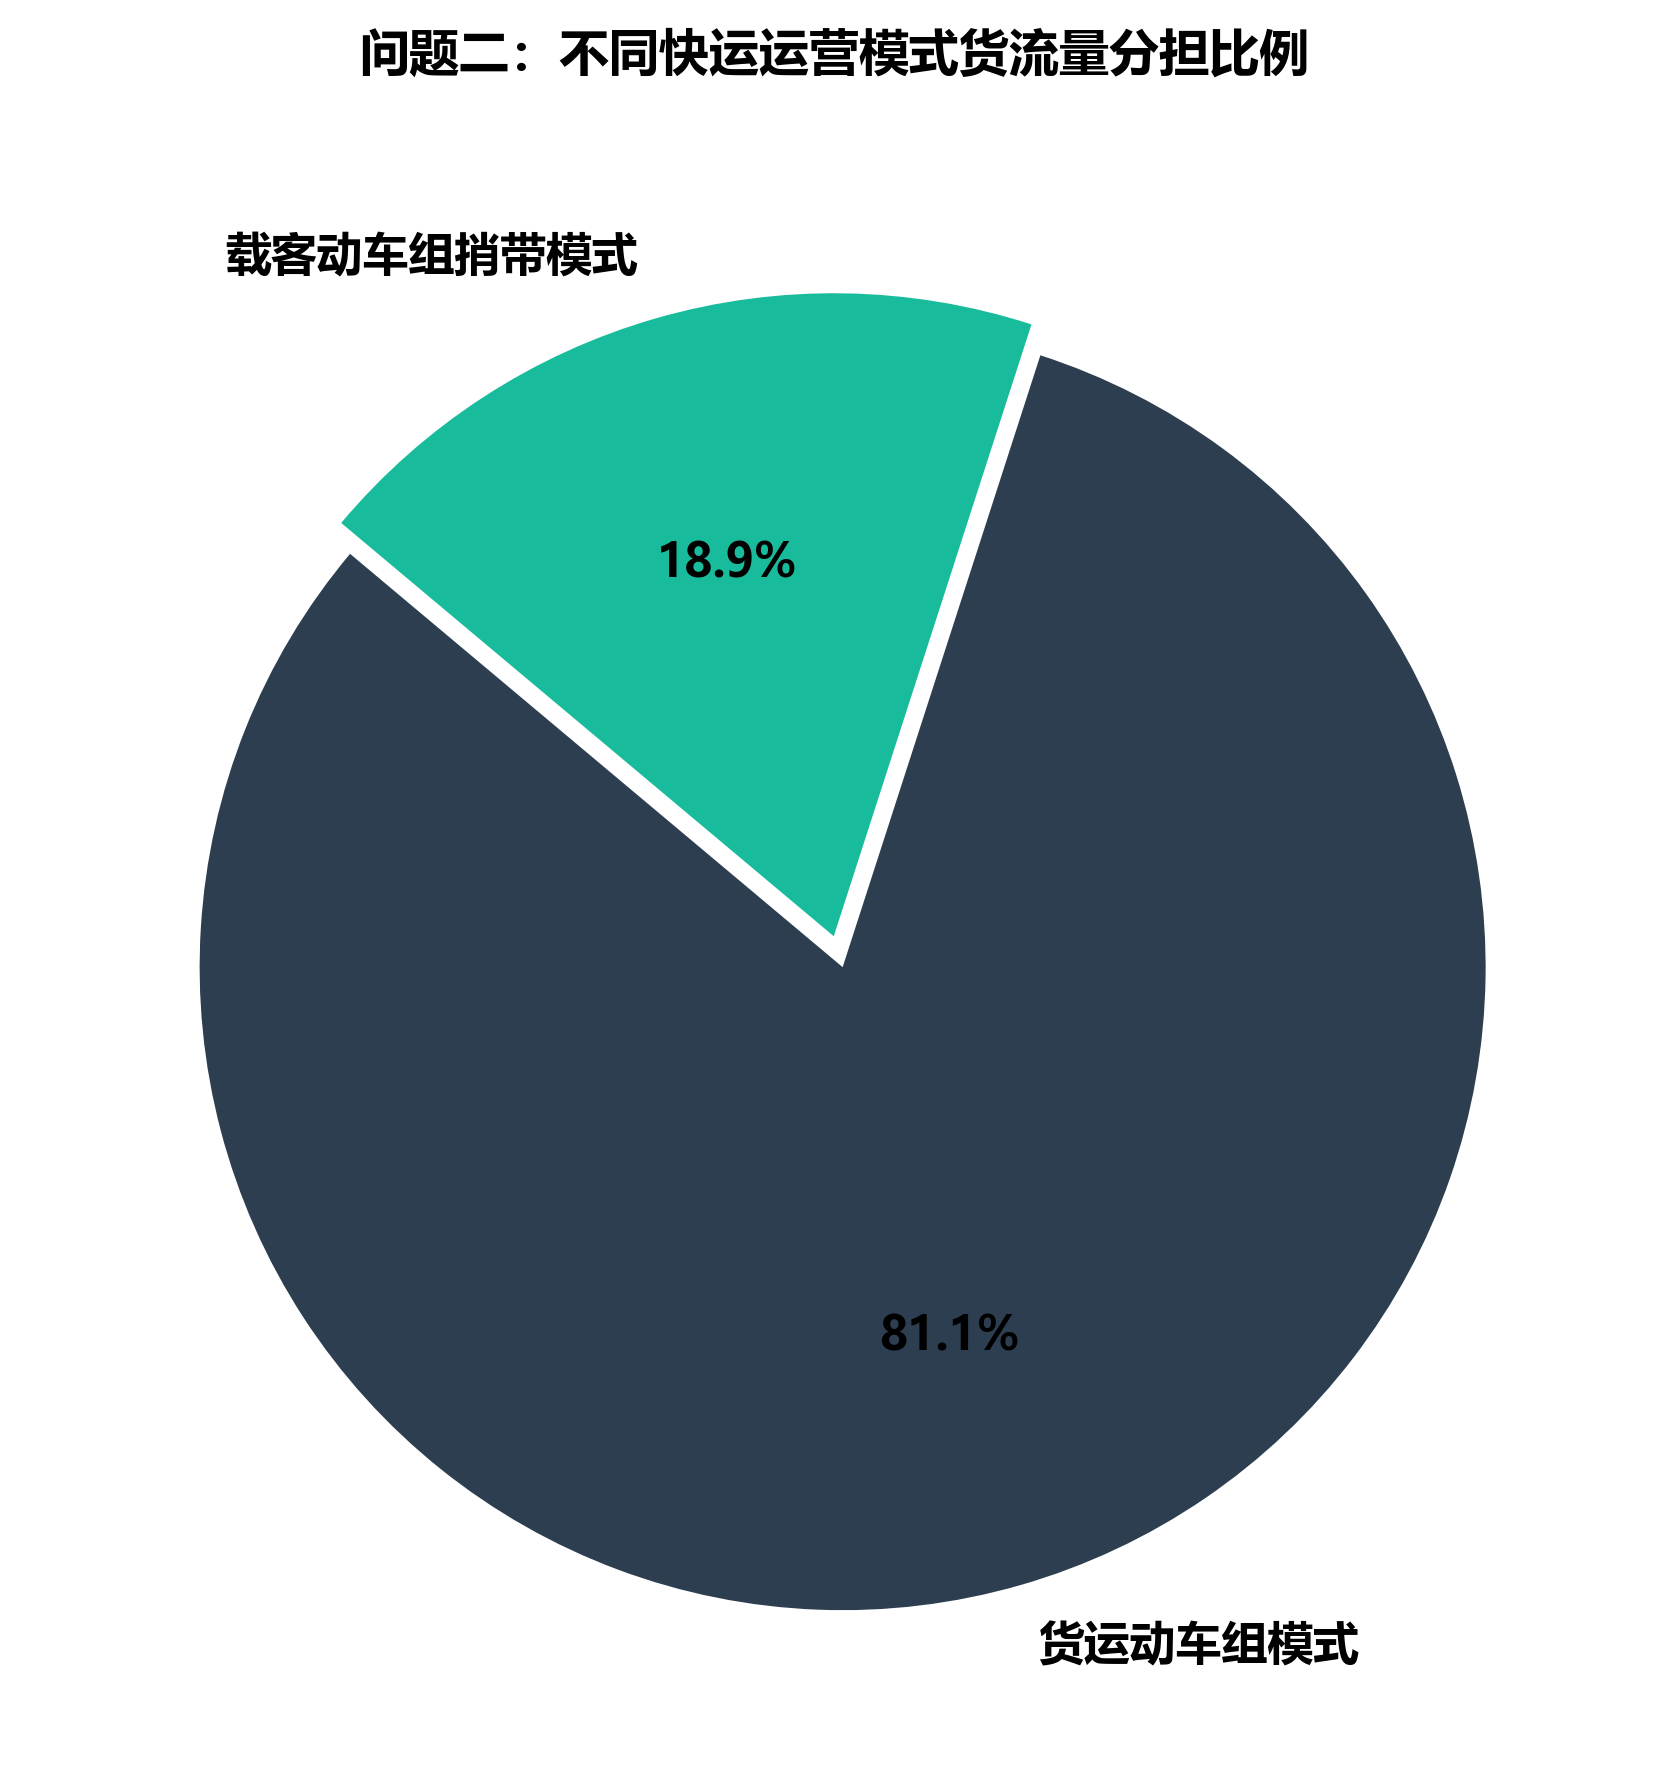 问题二：不同快运运营模式货流量分担比例
载客动车组捎带模式
18.9%
81.1%
货运动车组模式